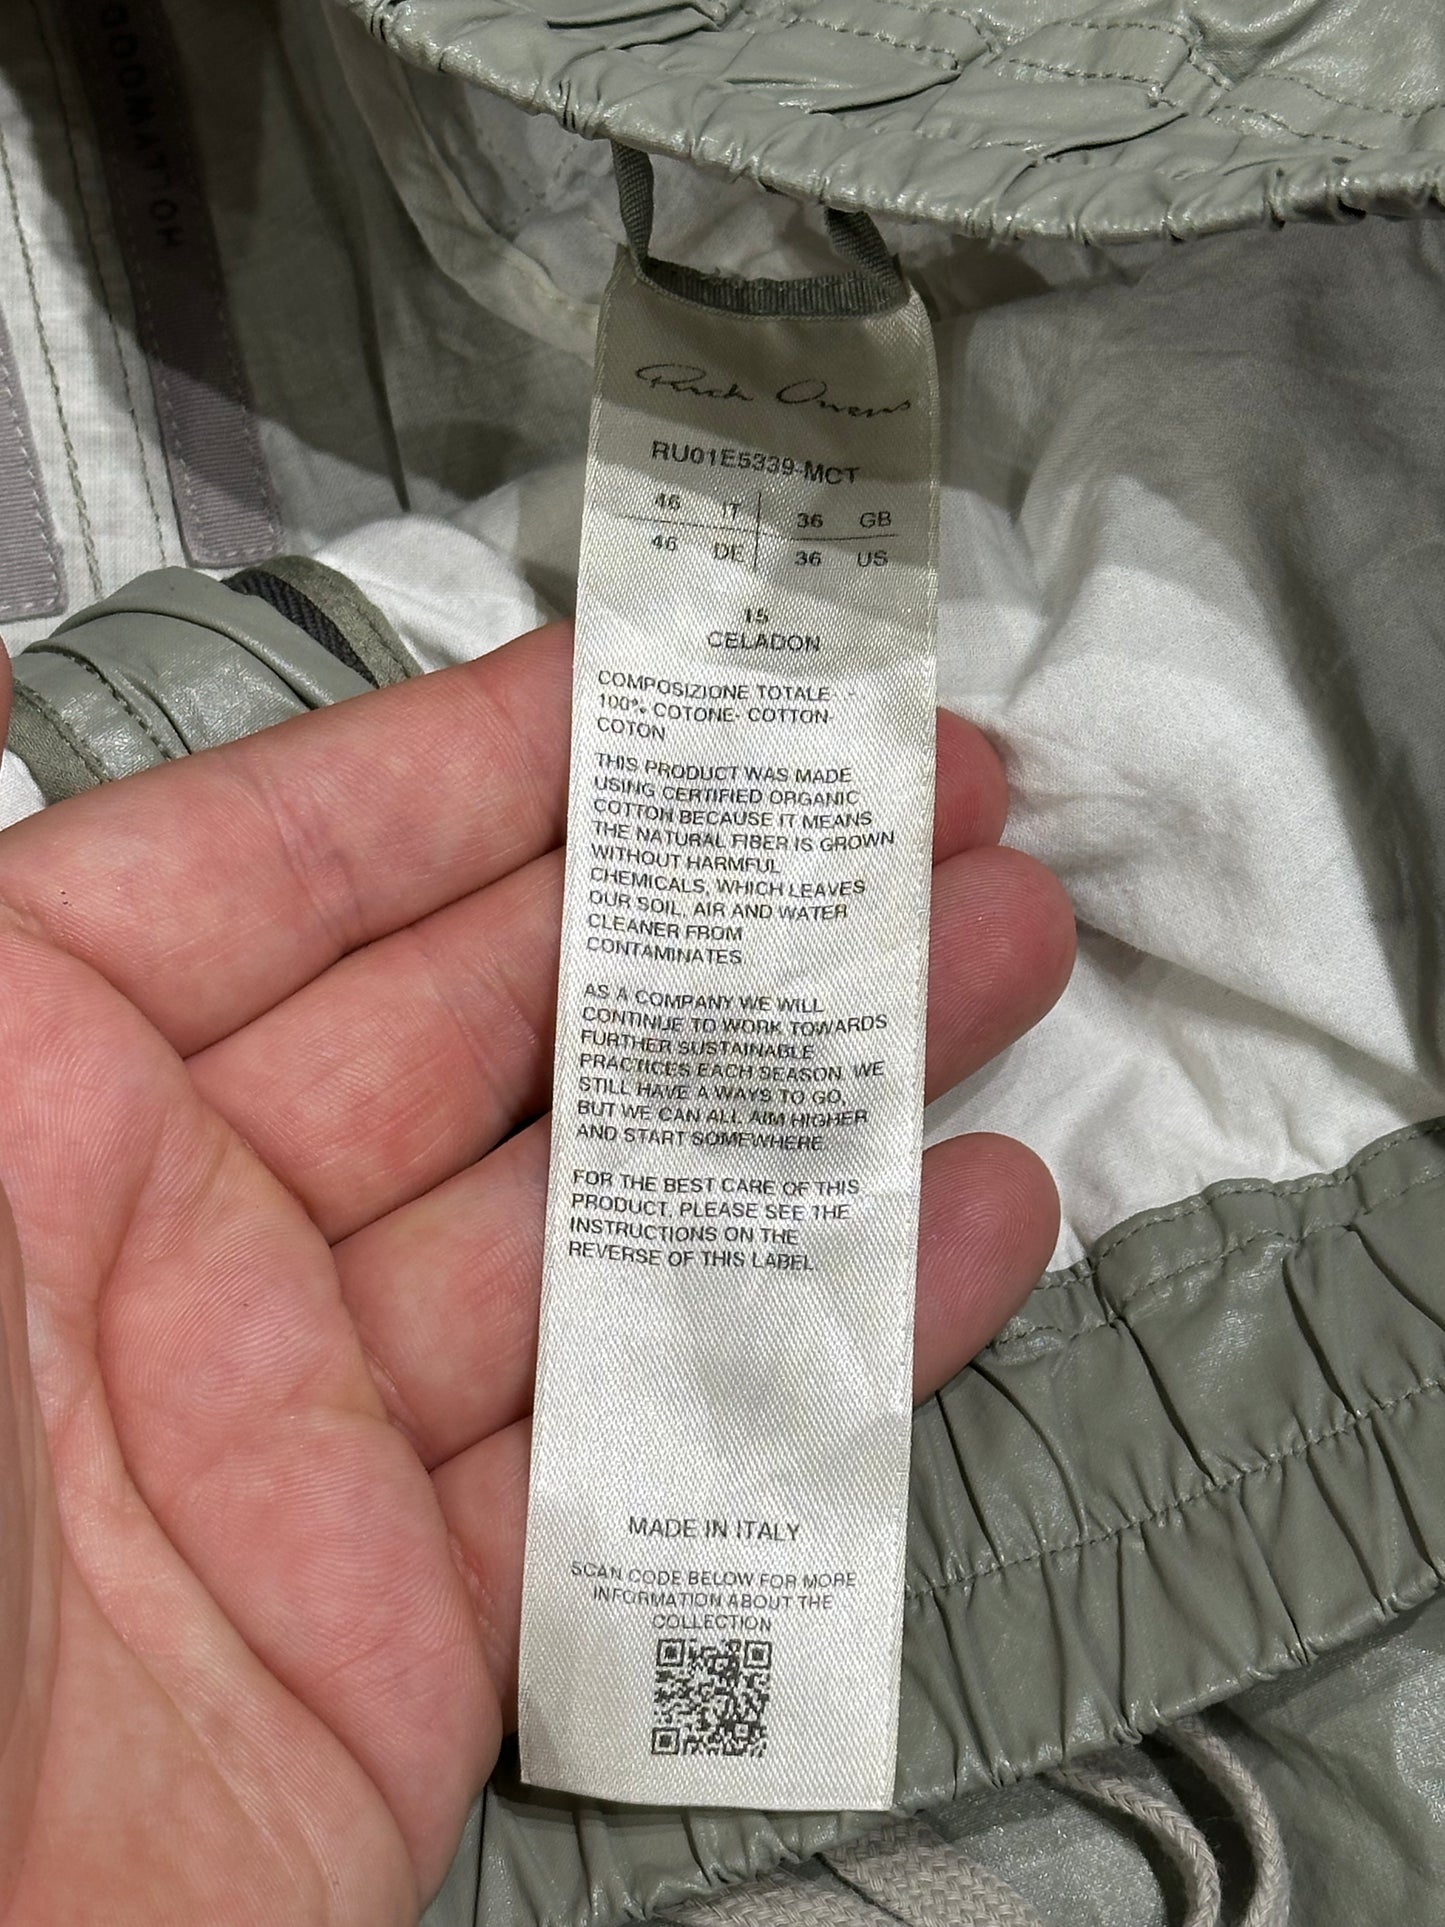 Rick Owens
RU01E5339-MCT
46 IT 36 GB
46 DE 36 US
15
CELADON
COMPOSIZIONE TOTALE -
100% COTONE- COTTON-
COTON
THIS PRODUCT WAS MADE
USING CERTIFIED ORGANIC
COTTON BECAUSE IT MEANS
THE NATURAL FIBER IS GROWN
WITHOUT HARMFUL
CHEMICALS, WHICH LEAVES
OUR SOIL, AIR AND WATER
CLEANER FROM
CONTAMINATES
AS A COMPANY WE WILL
CONTINUE TO WORK TOWARDS
FURTHER SUSTAINABLE
PRACTICES EACH SEASON. WE
STILL HAVE A WAYS TO GO,
BUT WE CAN ALL AIM HIGHER
AND START SOMEWHERE.
FOR THE BEST CARE OF THIS
PRODUCT, PLEASE SEE THE
INSTRUCTIONS ON THE
REVERSE OF THIS LABEL.
MADE IN ITALY
SCAN CODE BELOW FOR MORE
INFORMATION ABOUT THE
COLLECTION